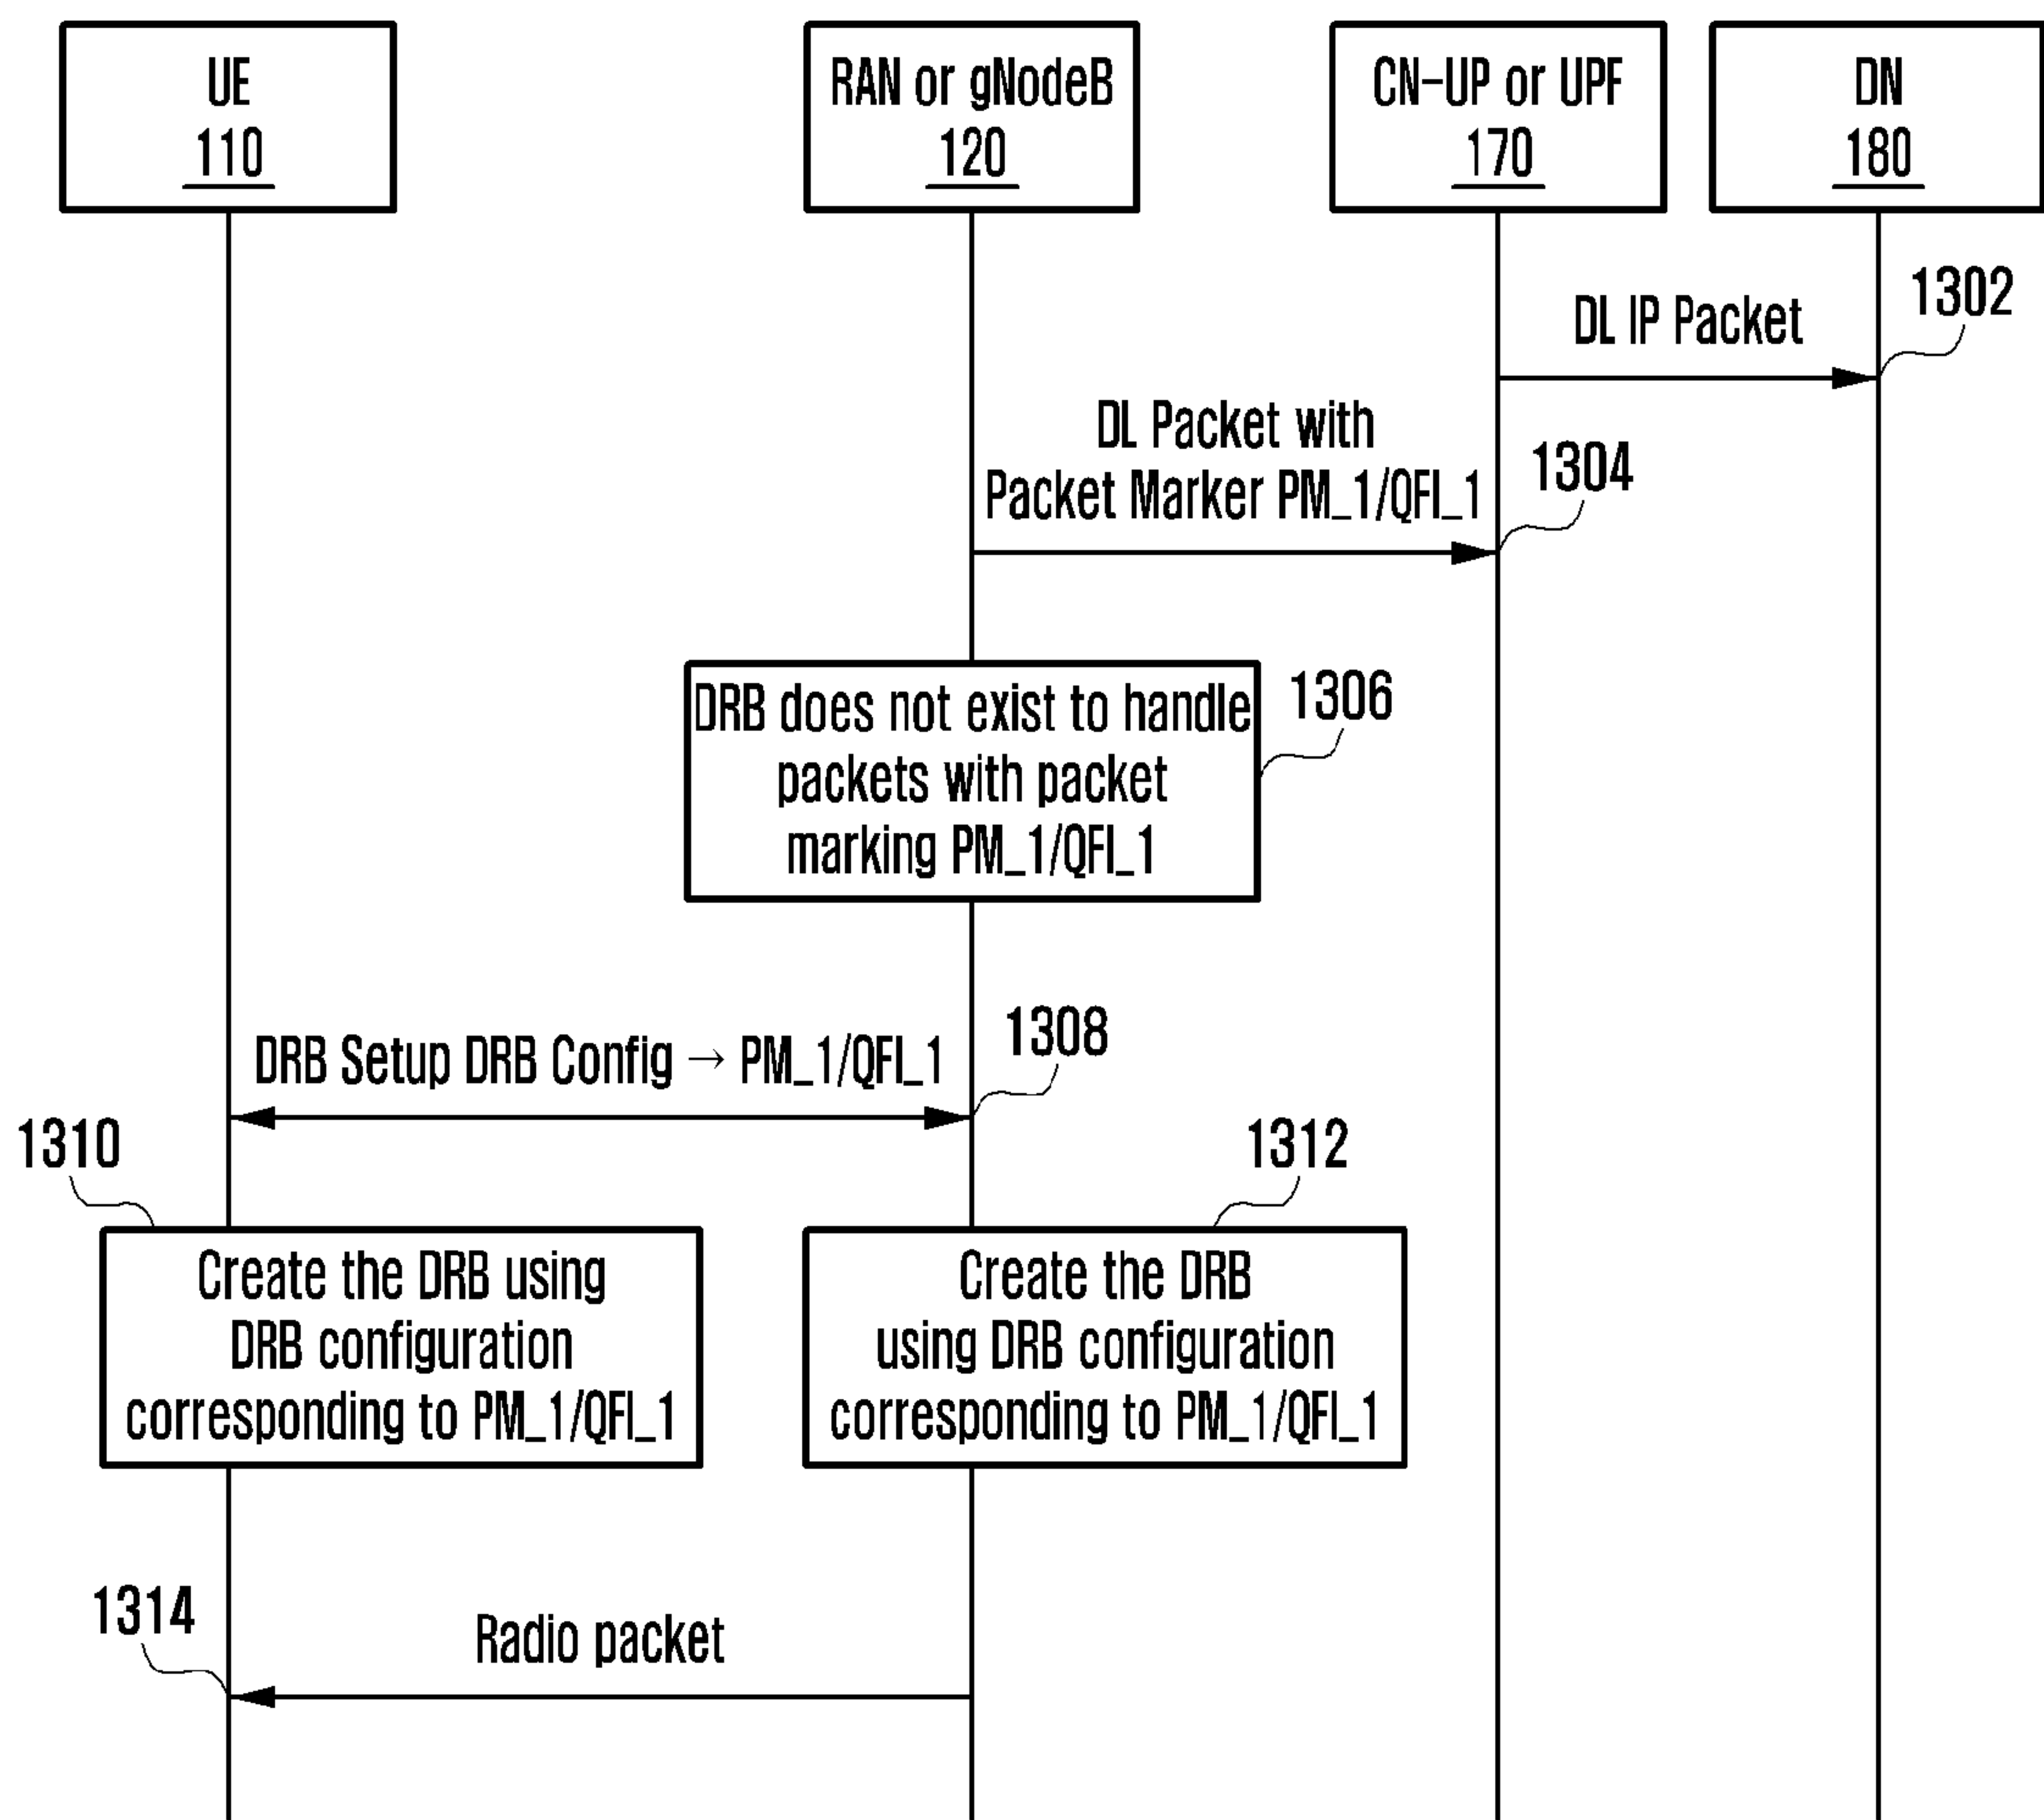 UE
110
RAN or gNodeB
120
CN-UP or UPF
170
DN
180
DL IP Packet
1302
DL Packet with
Packet Marker PM_1/QFI_1
1304
DRB does not exist to handle
packets with packet
marking PM_1/QFI_1
1306
DRB Setup DRB Config → PM_1/QFI_1
1308
1310
Create the DRB using
DRB configuration
corresponding to PM_1/QFI_1
1312
Create the DRB
using DRB configuration
corresponding to PM_1/QFI_1
1314
Radio packet